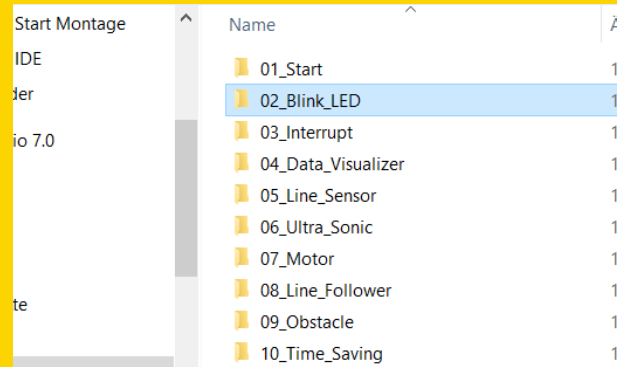 Start Montage
IDE
der
io 7.0
te
Name
01_Start
02_Blink_LED
03_Interrupt
04_Data_Visualizer
05_Line_Sensor
06_Ultra_Sonic
07_Motor
08_Line_Follower
09_Obstacle
10_Time_Saving